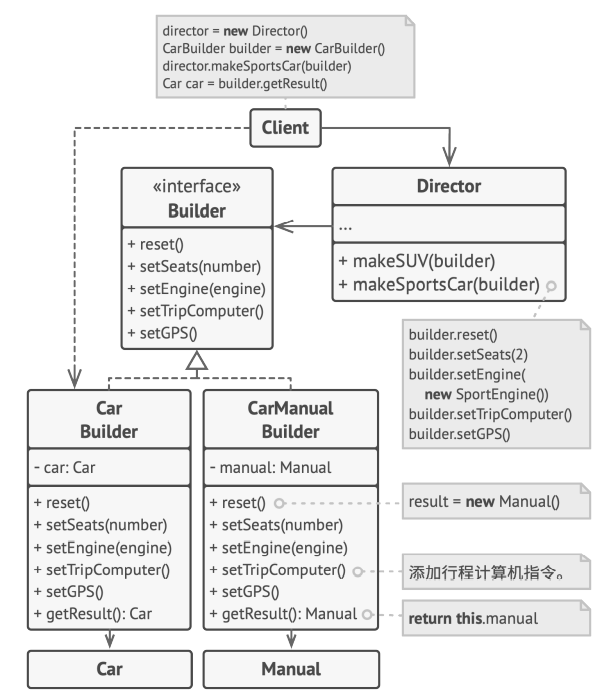 director = new Director()
CarBuilder builder = new CarBuilder()
director.makeSportsCar(builder)
Car car = builder.getResult()
Client
«interface»
Builder
+ reset()
+ setSeats(number)
+ setEngine(engine)
+ setTripComputer()
+ setGPS()
Director
...
+ makeSUV(builder)
+ makeSportsCar(builder)
builder.reset()
builder.setSeats(2)
builder.setEngine(
new SportEngine())
builder.setTripComputer()
builder.setGPS()
Car
Builder
- car: Car
+ reset()
+ setSeats(number)
+ setEngine(engine)
+ setTripComputer()
+ setGPS()
+ getResult(): Car
CarManual
Builder
- manual: Manual
+ reset()
+ setSeats(number)
+ setEngine(engine)
+ setTripComputer()
+ setGPS()
+ getResult(): Manual
result = new Manual()
添加行程计算机指令。
return this.manual
Car
Manual